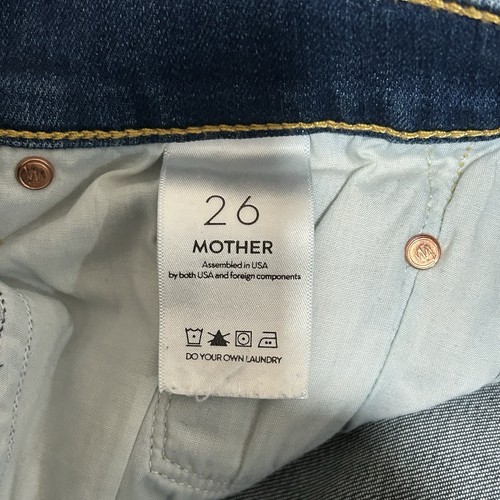 26
MOTHER
Assembled in USA
by both USA and foreign components
DO YOUR OWN LAUNDRY